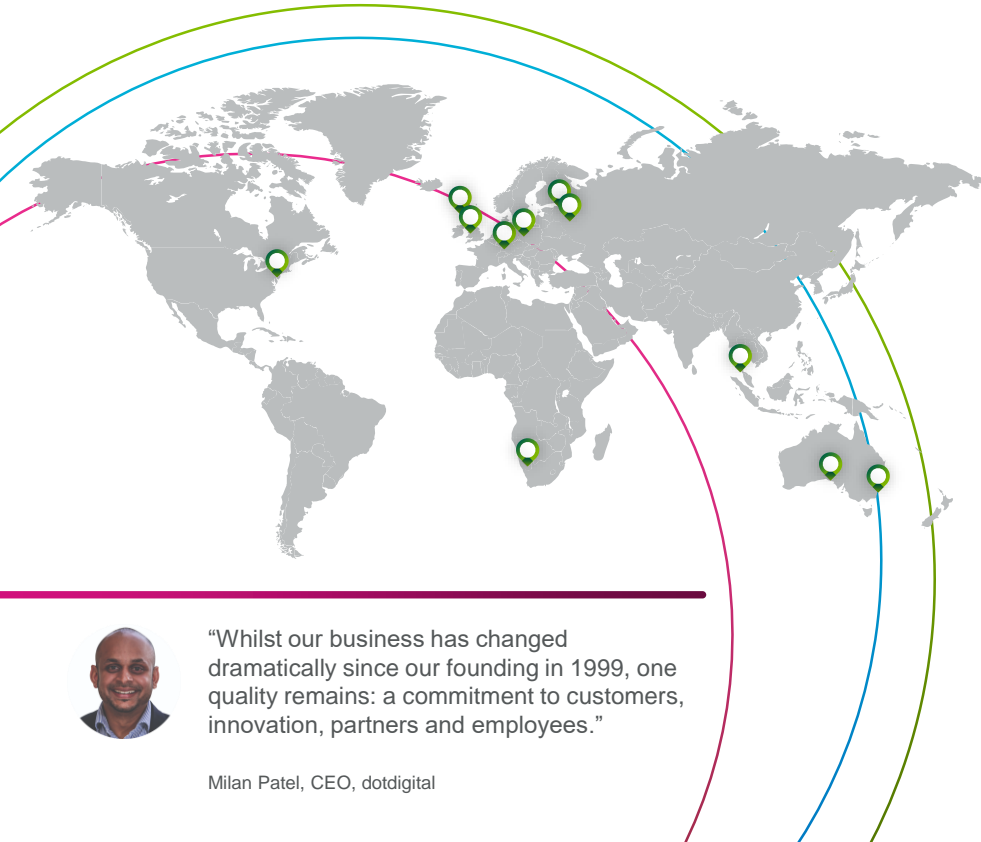 “Whilst our business has changed
dramatically since our founding in 1999, one
quality remains: a commitment to customers,
innovation, partners and employees.”
Milan Patel, CEO, dotdigital